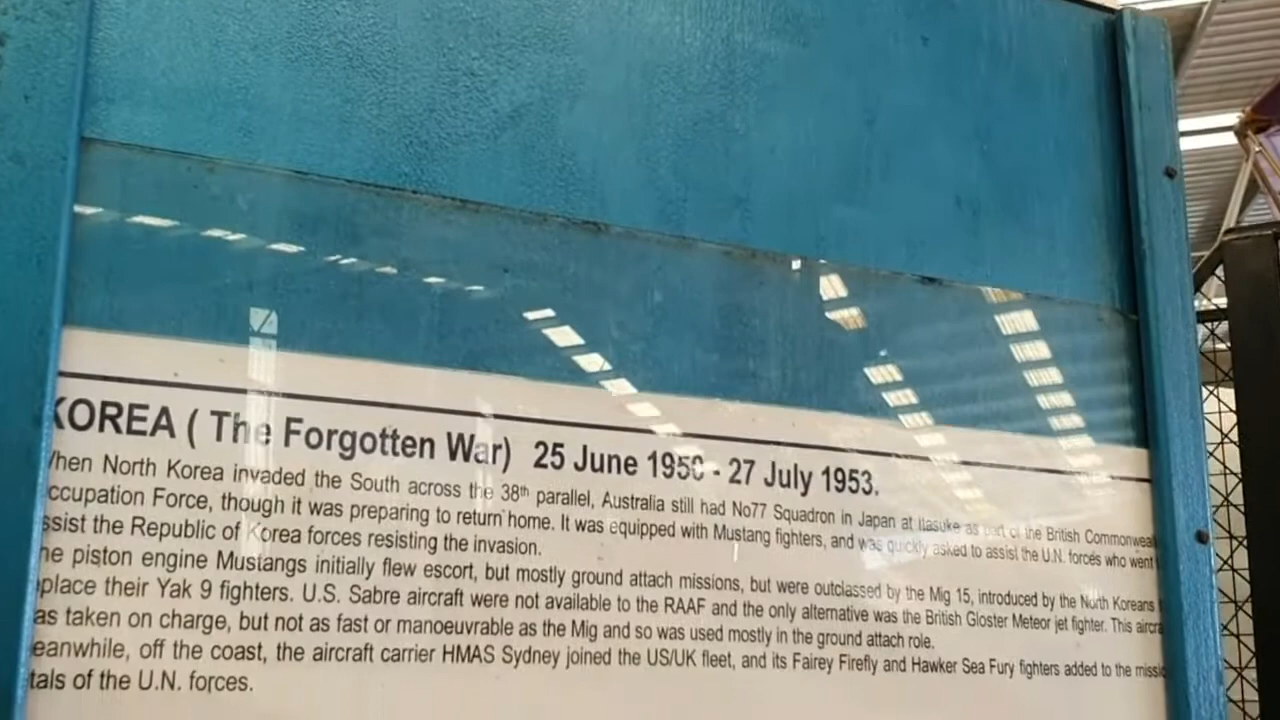 KOREA ( The Forgotten War) 25 June 1950 - 27 July 1953.
hen North Korea invaded the South across the 38th parallel, Australia still had No77 Squadron in Japan at Iasuke as part of the British Commonweal
ccupation Force, though it was preparing to return home. It was equipped with Mustang fighters, and was quickly asked to assist the U.N. forces who went
ssist the Republic of Korea forces resisting the invasion.
he piston engine Mustangs initially flew escort, but mostly ground attach missions, but were outclassed by the Mig 15, introduced by the North Koreans
place their Yak 9 fighters. U.S. Sabre aircraft were not available to the RAAF and the only alternative was the British Gloster Meteor jet fighter. This aircra
as taken on charge, but not as fast or manoeuvrable as the Mig and so was used mostly in the ground attach role.
eanwhile, off the coast, the aircraft carrier HMAS Sydney joined the US/UK fleet, and its Fairey Firefly and Hawker Sea Fury fighters added to the missio
tals of the U.N. forces.